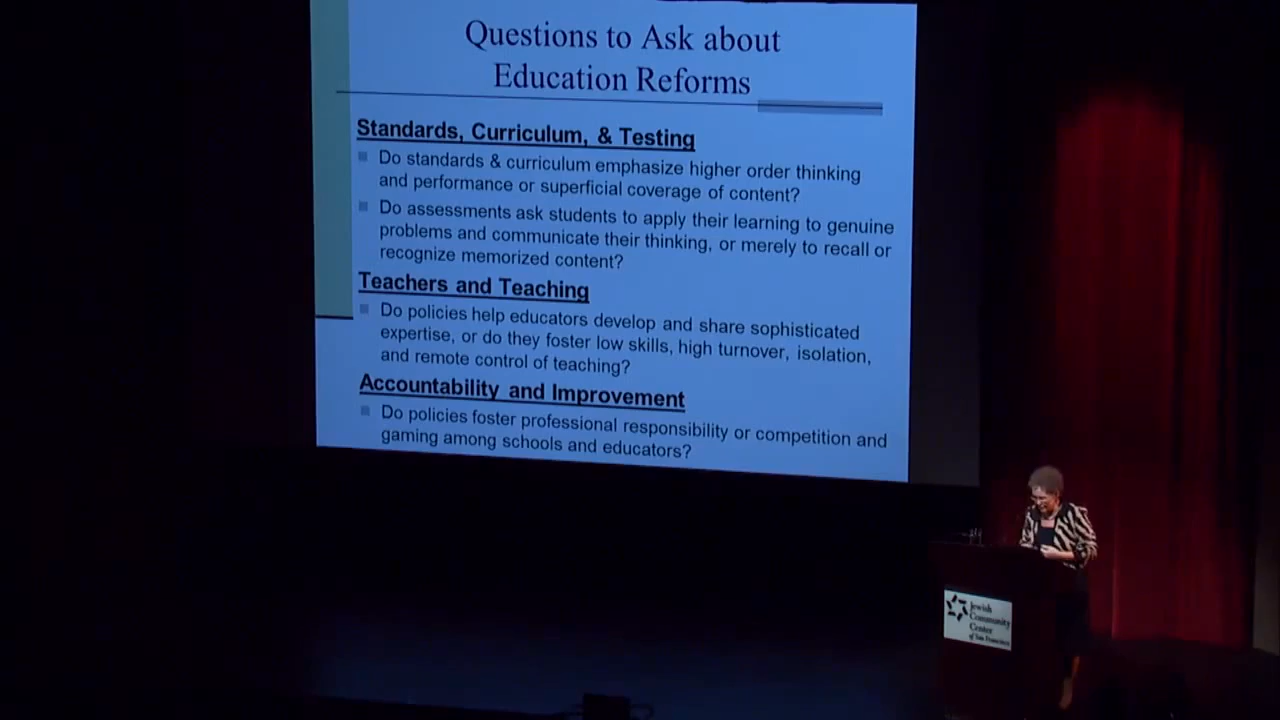 Questions to Ask about
Education Reforms
Standards, Curriculum, & Testing
Do standards & curriculum emphasize higher order thinking
and performance or superficial coverage of content?
Do assessments ask students to apply their learning to genuine
problems and communicate their thinking, or merely to recall or
recognize memorized content?
Teachers and Teaching
Do policies help educators develop and share sophisticated
expertise, or do they foster low skills, high turnover, isolation,
and remote control of teaching?
Accountability and Improvement
Do policies foster professional responsibility or competition and
gaming among schools and educators?
Jewish
Community
Center
of San Francisco